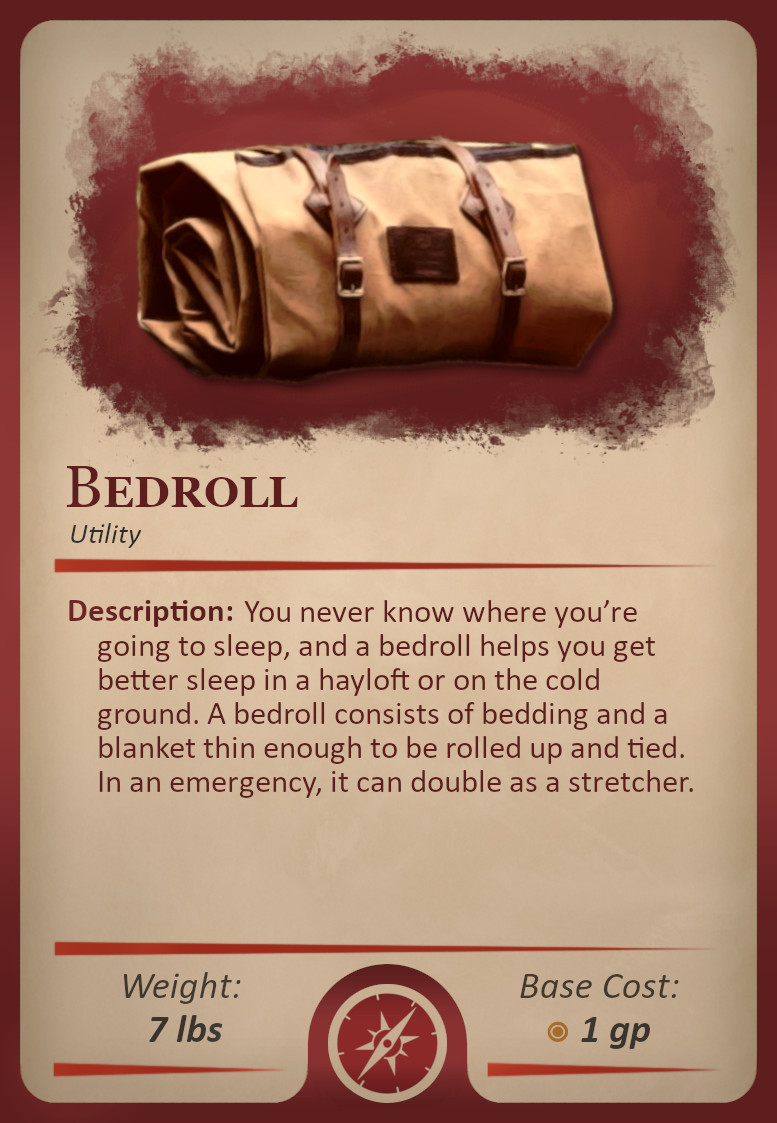 Bedroll
Utility
Description: You never know where you’re
going to sleep, and a bedroll helps you get
better sleep in a hayloft or on the cold
ground. A bedroll consists of bedding and a
blanket thin enough to be rolled up and tied.
In an emergency, it can double as a stretcher.
Weight:
7 lbs
Base Cost:
1 gp